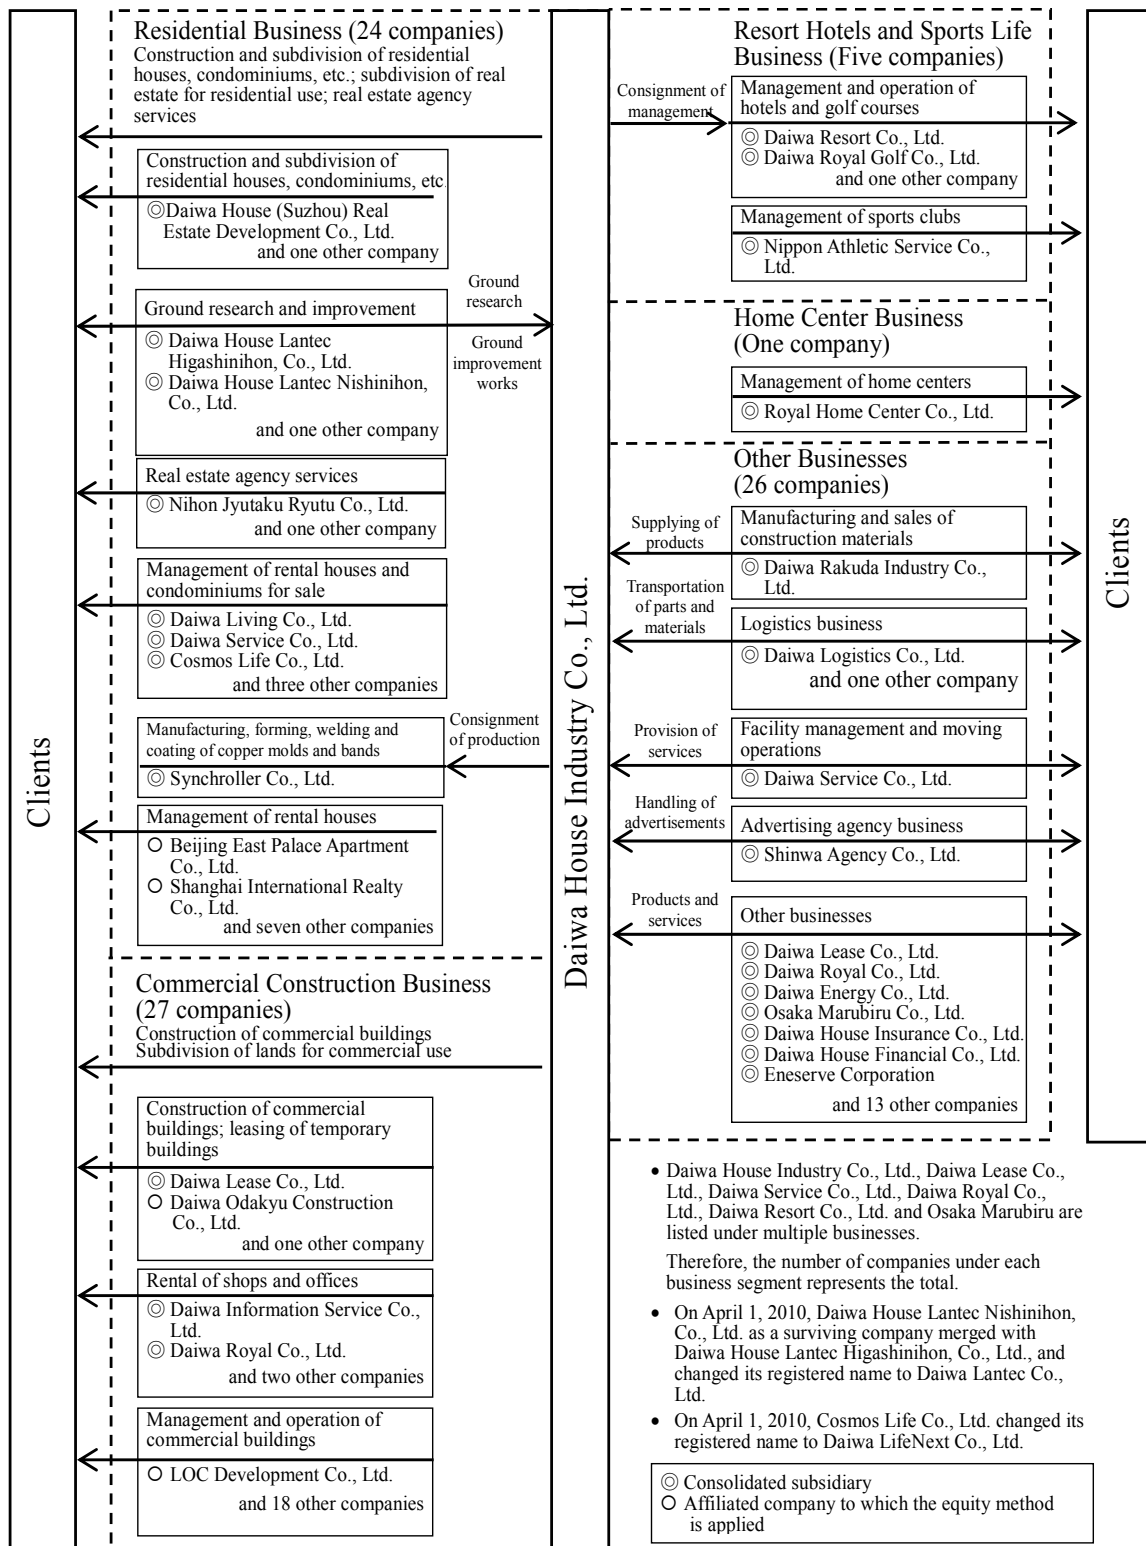 Clients
Residential Business (24 companies)
Construction and subdivision of residential
houses, condominiums, etc.; subdivision of real
estate for residential use; real estate agency
services
Construction and subdivision of
residential houses, condominiums, etc.
◎Daiwa House (Suzhou) Real
Estate Development Co., Ltd.
and one other company
Ground research and improvement
Ground
research
Ground
improvement
works
◎ Daiwa House Lantec
Higashinihon, Co., Ltd.
◎ Daiwa House Lantec Nishinihon,
Co., Ltd.
and one other company
Real estate agency services
◎ Nihon Jyutaku Ryutu Co., Ltd.
and one other company
Management of rental houses and
condominiums for sale
◎ Daiwa Living Co., Ltd.
◎ Daiwa Service Co., Ltd.
◎ Cosmos Life Co., Ltd.
and three other companies
Manufacturing, forming, welding and
coating of copper molds and bands
Consignment
of production
◎ Synchroller Co., Ltd.
Management of rental houses
○ Beijing East Palace Apartment
Co., Ltd.
○ Shanghai International Realty
Co., Ltd.
and seven other companies
Commercial Construction Business
(27 companies)
Construction of commercial buildings
Subdivision of lands for commercial use
Construction of commercial
buildings; leasing of temporary
buildings
◎ Daiwa Lease Co., Ltd.
○ Daiwa Odakyu Construction
Co., Ltd.
and one other company
Rental of shops and offices
◎ Daiwa Information Service Co.,
Ltd.
◎ Daiwa Royal Co., Ltd.
and two other companies
Management and operation of
commercial buildings
○ LOC Development Co., Ltd.
and 18 other companies
Daiwa House Industry Co., Ltd.
Resort Hotels and Sports Life
Business (Five companies)
Consignment of
management
Management and operation of
hotels and golf courses
◎ Daiwa Resort Co., Ltd.
◎ Daiwa Royal Golf Co., Ltd.
and one other company
Management of sports clubs
◎ Nippon Athletic Service Co.,
Ltd.
Home Center Business
(One company)
Management of home centers
◎ Royal Home Center Co., Ltd.
Other Businesses
(26 companies)
Supplying of
products
Manufacturing and sales of
construction materials
◎ Daiwa Rakuda Industry Co.,
Ltd.
Transportation
of parts and
materials
Logistics business
◎ Daiwa Logistics Co., Ltd.
and one other company
Provision of
services
Facility management and moving
operations
◎ Daiwa Service Co., Ltd.
Handling of
advertisements
Advertising agency business
◎ Shinwa Agency Co., Ltd.
Products and
services
Other businesses
◎ Daiwa Lease Co., Ltd.
◎ Daiwa Royal Co., Ltd.
◎ Daiwa Energy Co., Ltd.
◎ Osaka Marubiru Co., Ltd.
◎ Daiwa House Insurance Co., Ltd.
◎ Daiwa House Financial Co., Ltd.
◎ Eneserve Corporation
and 13 other companies
Clients
• Daiwa House Industry Co., Ltd., Daiwa Lease Co.,
Ltd., Daiwa Service Co., Ltd., Daiwa Royal Co.,
Ltd., Daiwa Resort Co., Ltd. and Osaka Marubiru are
listed under multiple businesses.
Therefore, the number of companies under each
business segment represents the total.
• On April 1, 2010, Daiwa House Lantec Nishinihon,
Co., Ltd. as a surviving company merged with
Daiwa House Lantec Higashinihon, Co., Ltd., and
changed its registered name to Daiwa Lantec Co.,
Ltd.
• On April 1, 2010, Cosmos Life Co., Ltd. changed its
registered name to Daiwa LifeNext Co., Ltd.
◎ Consolidated subsidiary
○ Affiliated company to which the equity method
is applied